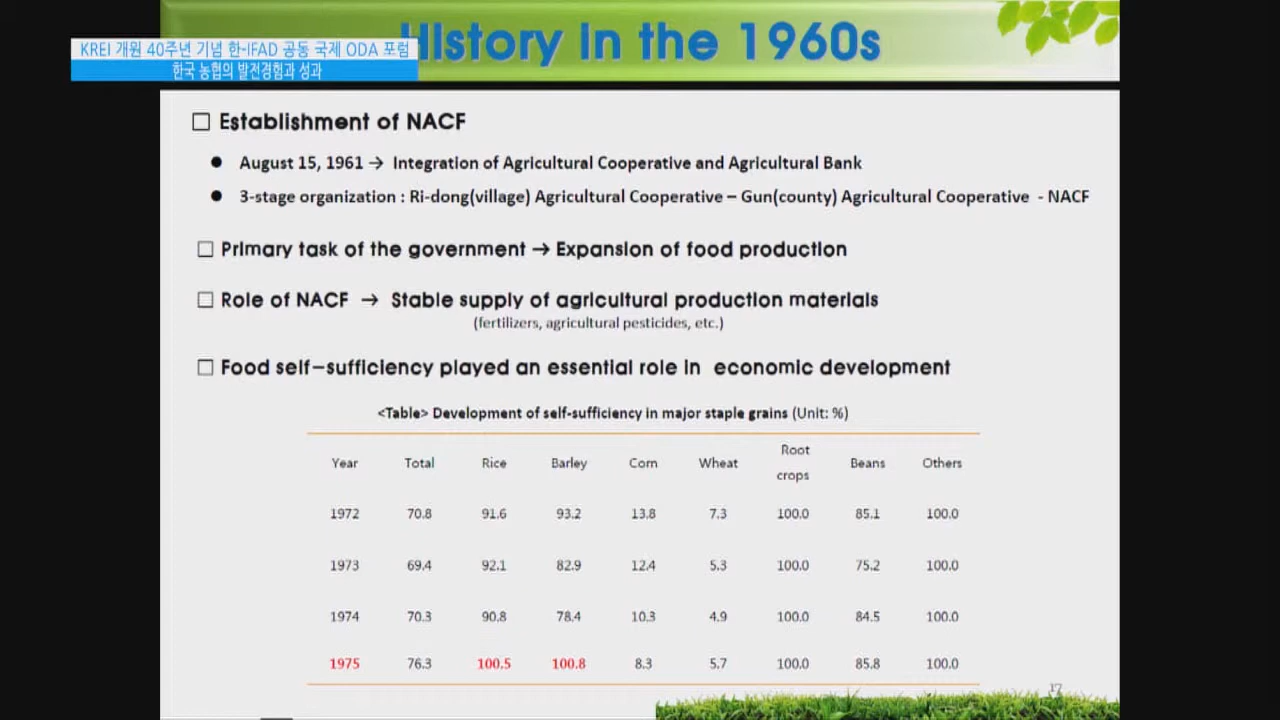 KREI 개원 40주년 기념 한-IFAD 공동 국제 ODA 포럼
한국 농협의 발전경험과 성과
History in the 1960s
□ Establishment of NACF
● August 15, 1961 → Integration of Agricultural Cooperative and Agricultural Bank
● 3-stage organization : Ri-dong(village) Agricultural Cooperative – Gun(county) Agricultural Cooperative - NACF
□ Primary task of the government → Expansion of food production
□ Role of NACF → Stable supply of agricultural production materials
(fertilizers, agricultural pesticides, etc.)
□ Food self-sufficiency played an essential role in economic development
<Table> Development of self-sufficiency in major staple grains (Unit: %)
Year Total Rice Barley Corn Wheat Root crops Beans Others
1972 70.8 91.6 93.2 13.8 7.3 100.0 85.1 100.0
1973 69.4 92.1 82.9 12.4 5.3 100.0 75.2 100.0
1974 70.3 90.8 78.4 10.3 4.9 100.0 84.5 100.0
1975 76.3 100.5 100.8 8.3 5.7 100.0 85.8 100.0
17